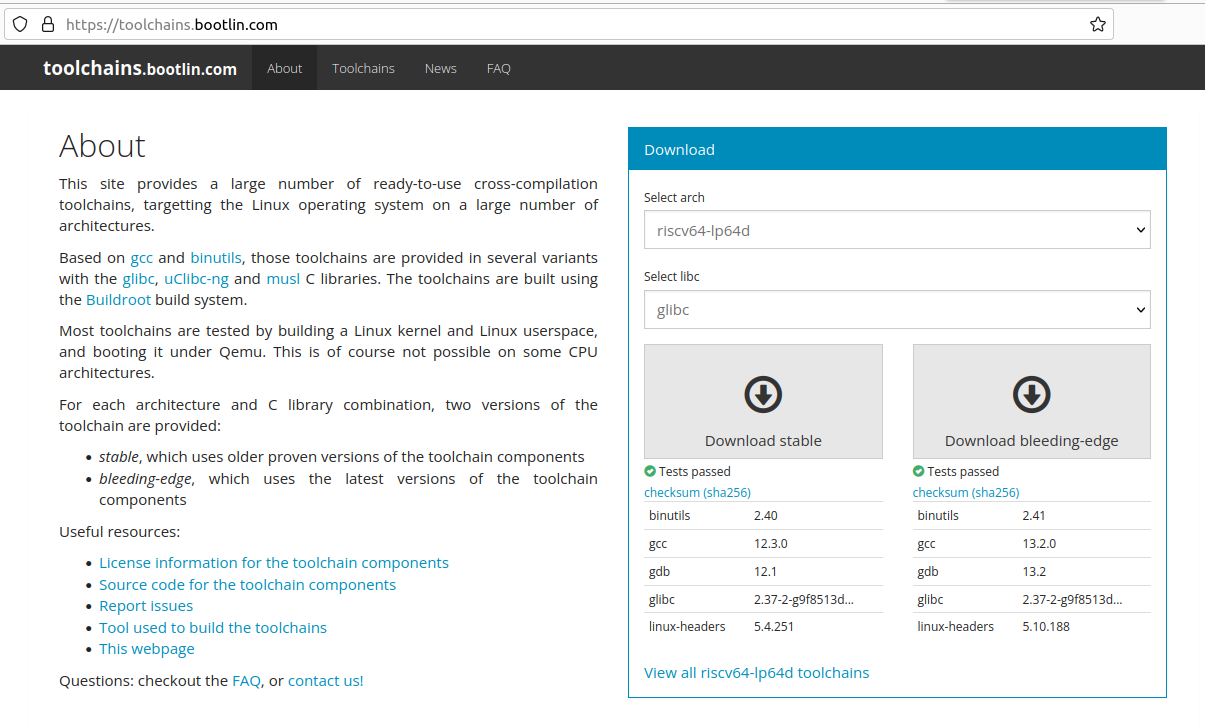 https://toolchains.bootlin.com
toolchains.bootlin.com About Toolchains News FAQ
About
This site provides a large number of ready-to-use cross-compilation
toolchains, targetting the Linux operating system on a large number of
architectures.
Based on gcc and binutils, those toolchains are provided in several variants
with the glibc, uClibc-ng and musl C libraries. The toolchains are built using
the Buildroot build system.
Most toolchains are tested by building a Linux kernel and Linux userspace,
and booting it under Qemu. This is of course not possible on some CPU
architectures.
For each architecture and C library combination, two versions of the
toolchain are provided:
• stable, which uses older proven versions of the toolchain components
• bleeding-edge, which uses the latest versions of the toolchain
components
Useful resources:
• License information for the toolchain components
• Source code for the toolchain components
• Report issues
• Tool used to build the toolchains
• This webpage
Questions: checkout the FAQ, or contact us!
Download
Select arch
riscv64-lp64d
Select libc
glibc
Download stable
Tests passed
checksum (sha256)
binutils 2.40
gcc 12.3.0
gdb 12.1
glibc 2.37-2-g9f8513d...
linux-headers 5.4.251
Download bleeding-edge
Tests passed
checksum (sha256)
binutils 2.41
gcc 13.2.0
gdb 13.2
glibc 2.37-2-g9f8513d...
linux-headers 5.10.188
View all riscv64-lp64d toolchains